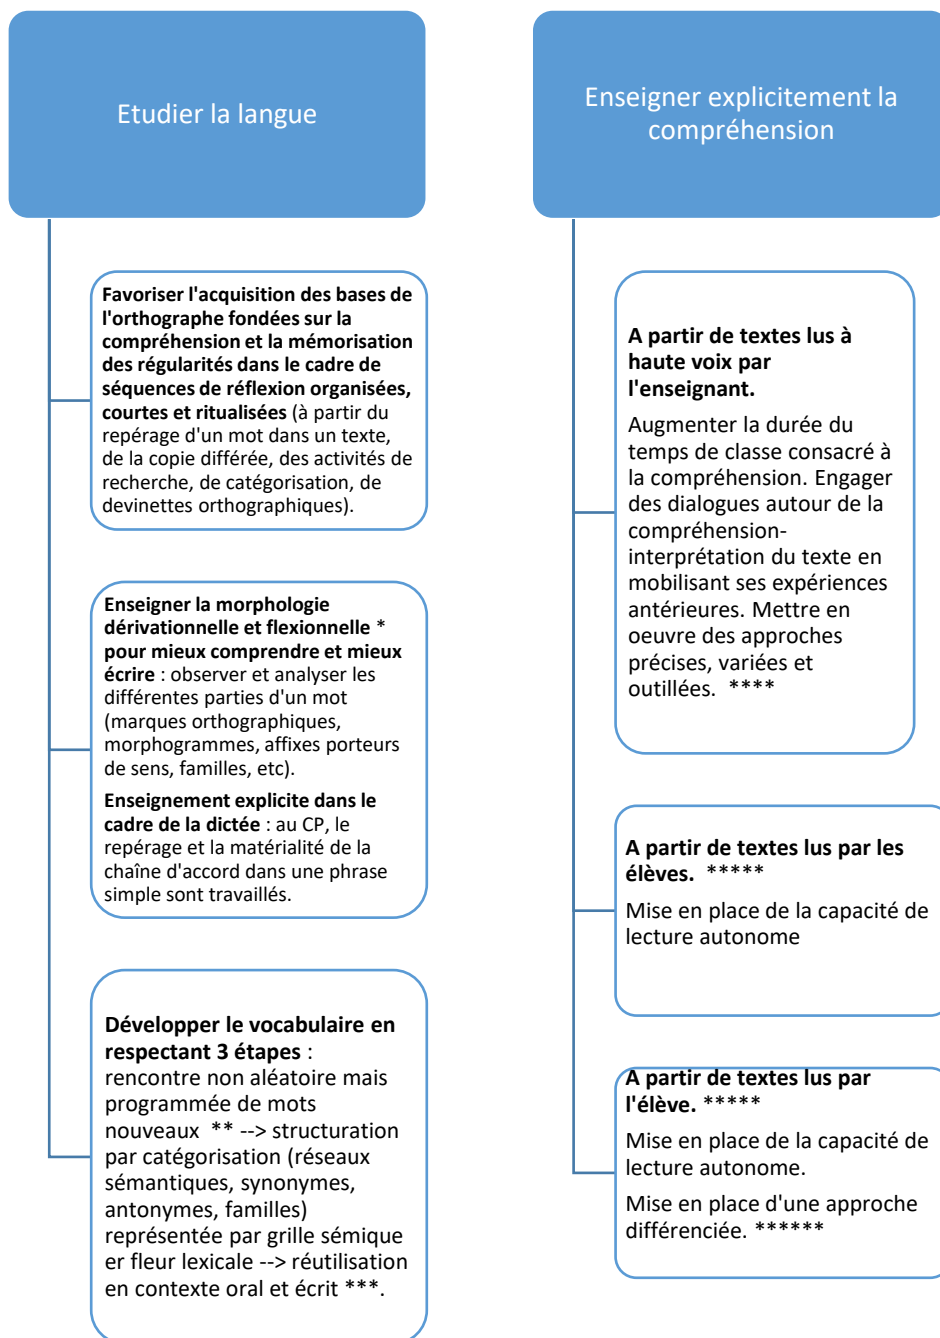 Etudier la langue
Favoriser l'acquisition des bases de
l'orthographe fondées sur la
compréhension et la mémorisation
des régularités dans le cadre de
séquences de réflexion organisées,
courtes et ritualisées (à partir du
repérage d'un mot dans un texte,
de la copie différée, des activités de
recherche, de catégorisation, de
devinettes orthographiques).
Enseigner la morphologie
dérivationnelle et flexionnelle *
pour mieux comprendre et mieux
écrire : observer et analyser les
différentes parties d'un mot
(marques orthographiques,
morphogrammes, affixes porteurs
de sens, familles, etc).
Enseignement explicite dans le
cadre de la dictée : au CP, le
repérage et la matérialité de la
chaîne d'accord dans une phrase
simple sont travaillés.
Développer le vocabulaire en
respectant 3 étapes :
rencontre non aléatoire mais
programmée de mots
nouveaux ** --> structuration
par catégorisation (réseaux
sémantiques, synonymes,
antonymes, familles)
représentée par grille sémique
er fleur lexicale --> réutilisation
en contexte oral et écrit ***.
Enseigner explicitement la
compréhension
A partir de textes lus à
haute voix par
l'enseignant.
Augmenter la durée du
temps de classe consacré à
la compréhension. Engager
des dialogues autour de la
compréhension-
interprétation du texte en
mobilisant ses expériences
antérieures. Mettre en
oeuvre des approches
précises, variées et
outillées. ****
A partir de textes lus par les
élèves. *****
Mise en place de la capacité de
lecture autonome
A partir de textes lus par
l'élève. *****
Mise en place de la capacité de
lecture autonome.
Mise en place d'une approche
différenciée. ******